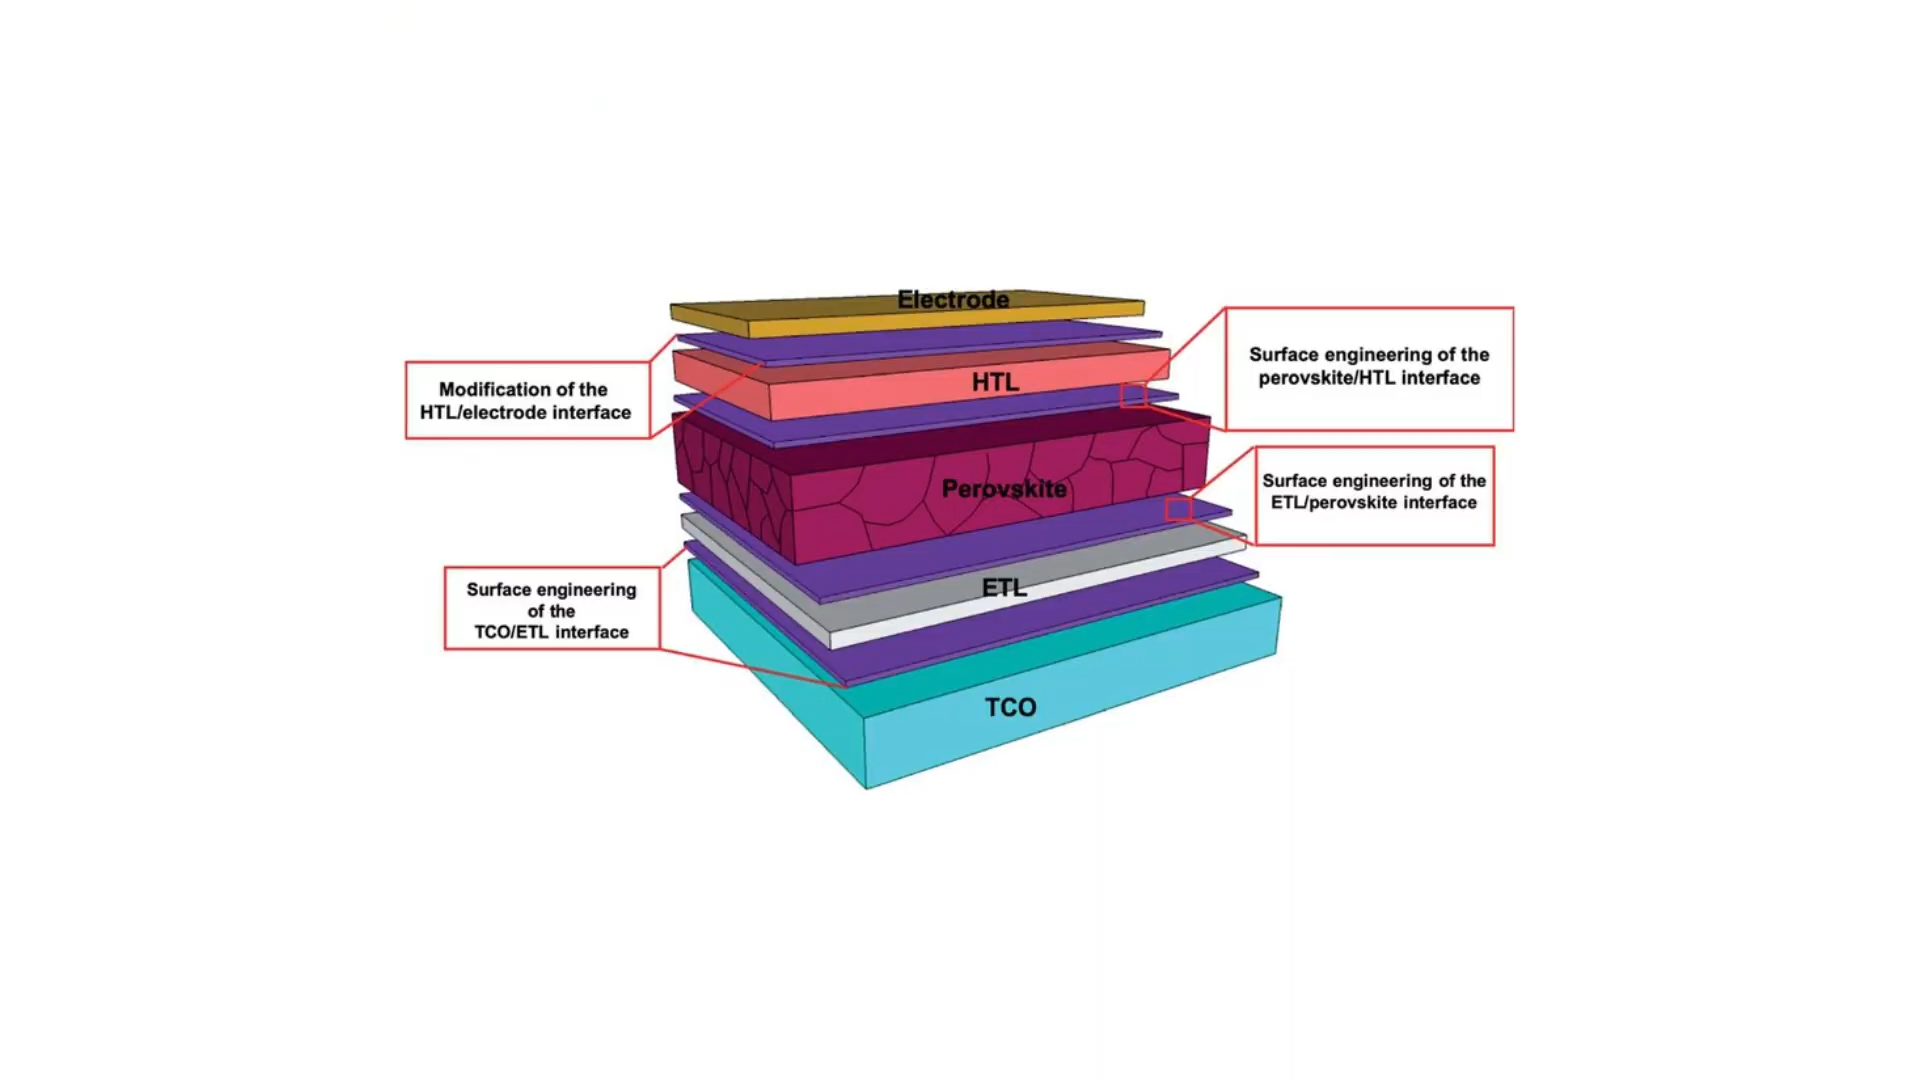 Electrode
Modification of the
HTL/electrode interface
HTL
Surface engineering of the
perovskite/HTL interface
Perovskite
Surface engineering of the
ETL/perovskite interface
ETL
Surface engineering
of the
TCO/ETL interface
TCO